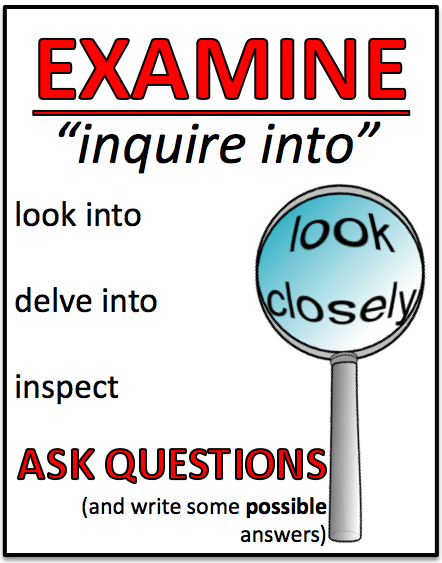 EXAMINE
“inquire into”
look into
look
closely
delve into
inspect
ASK QUESTIONS
(and write some possible
answers)